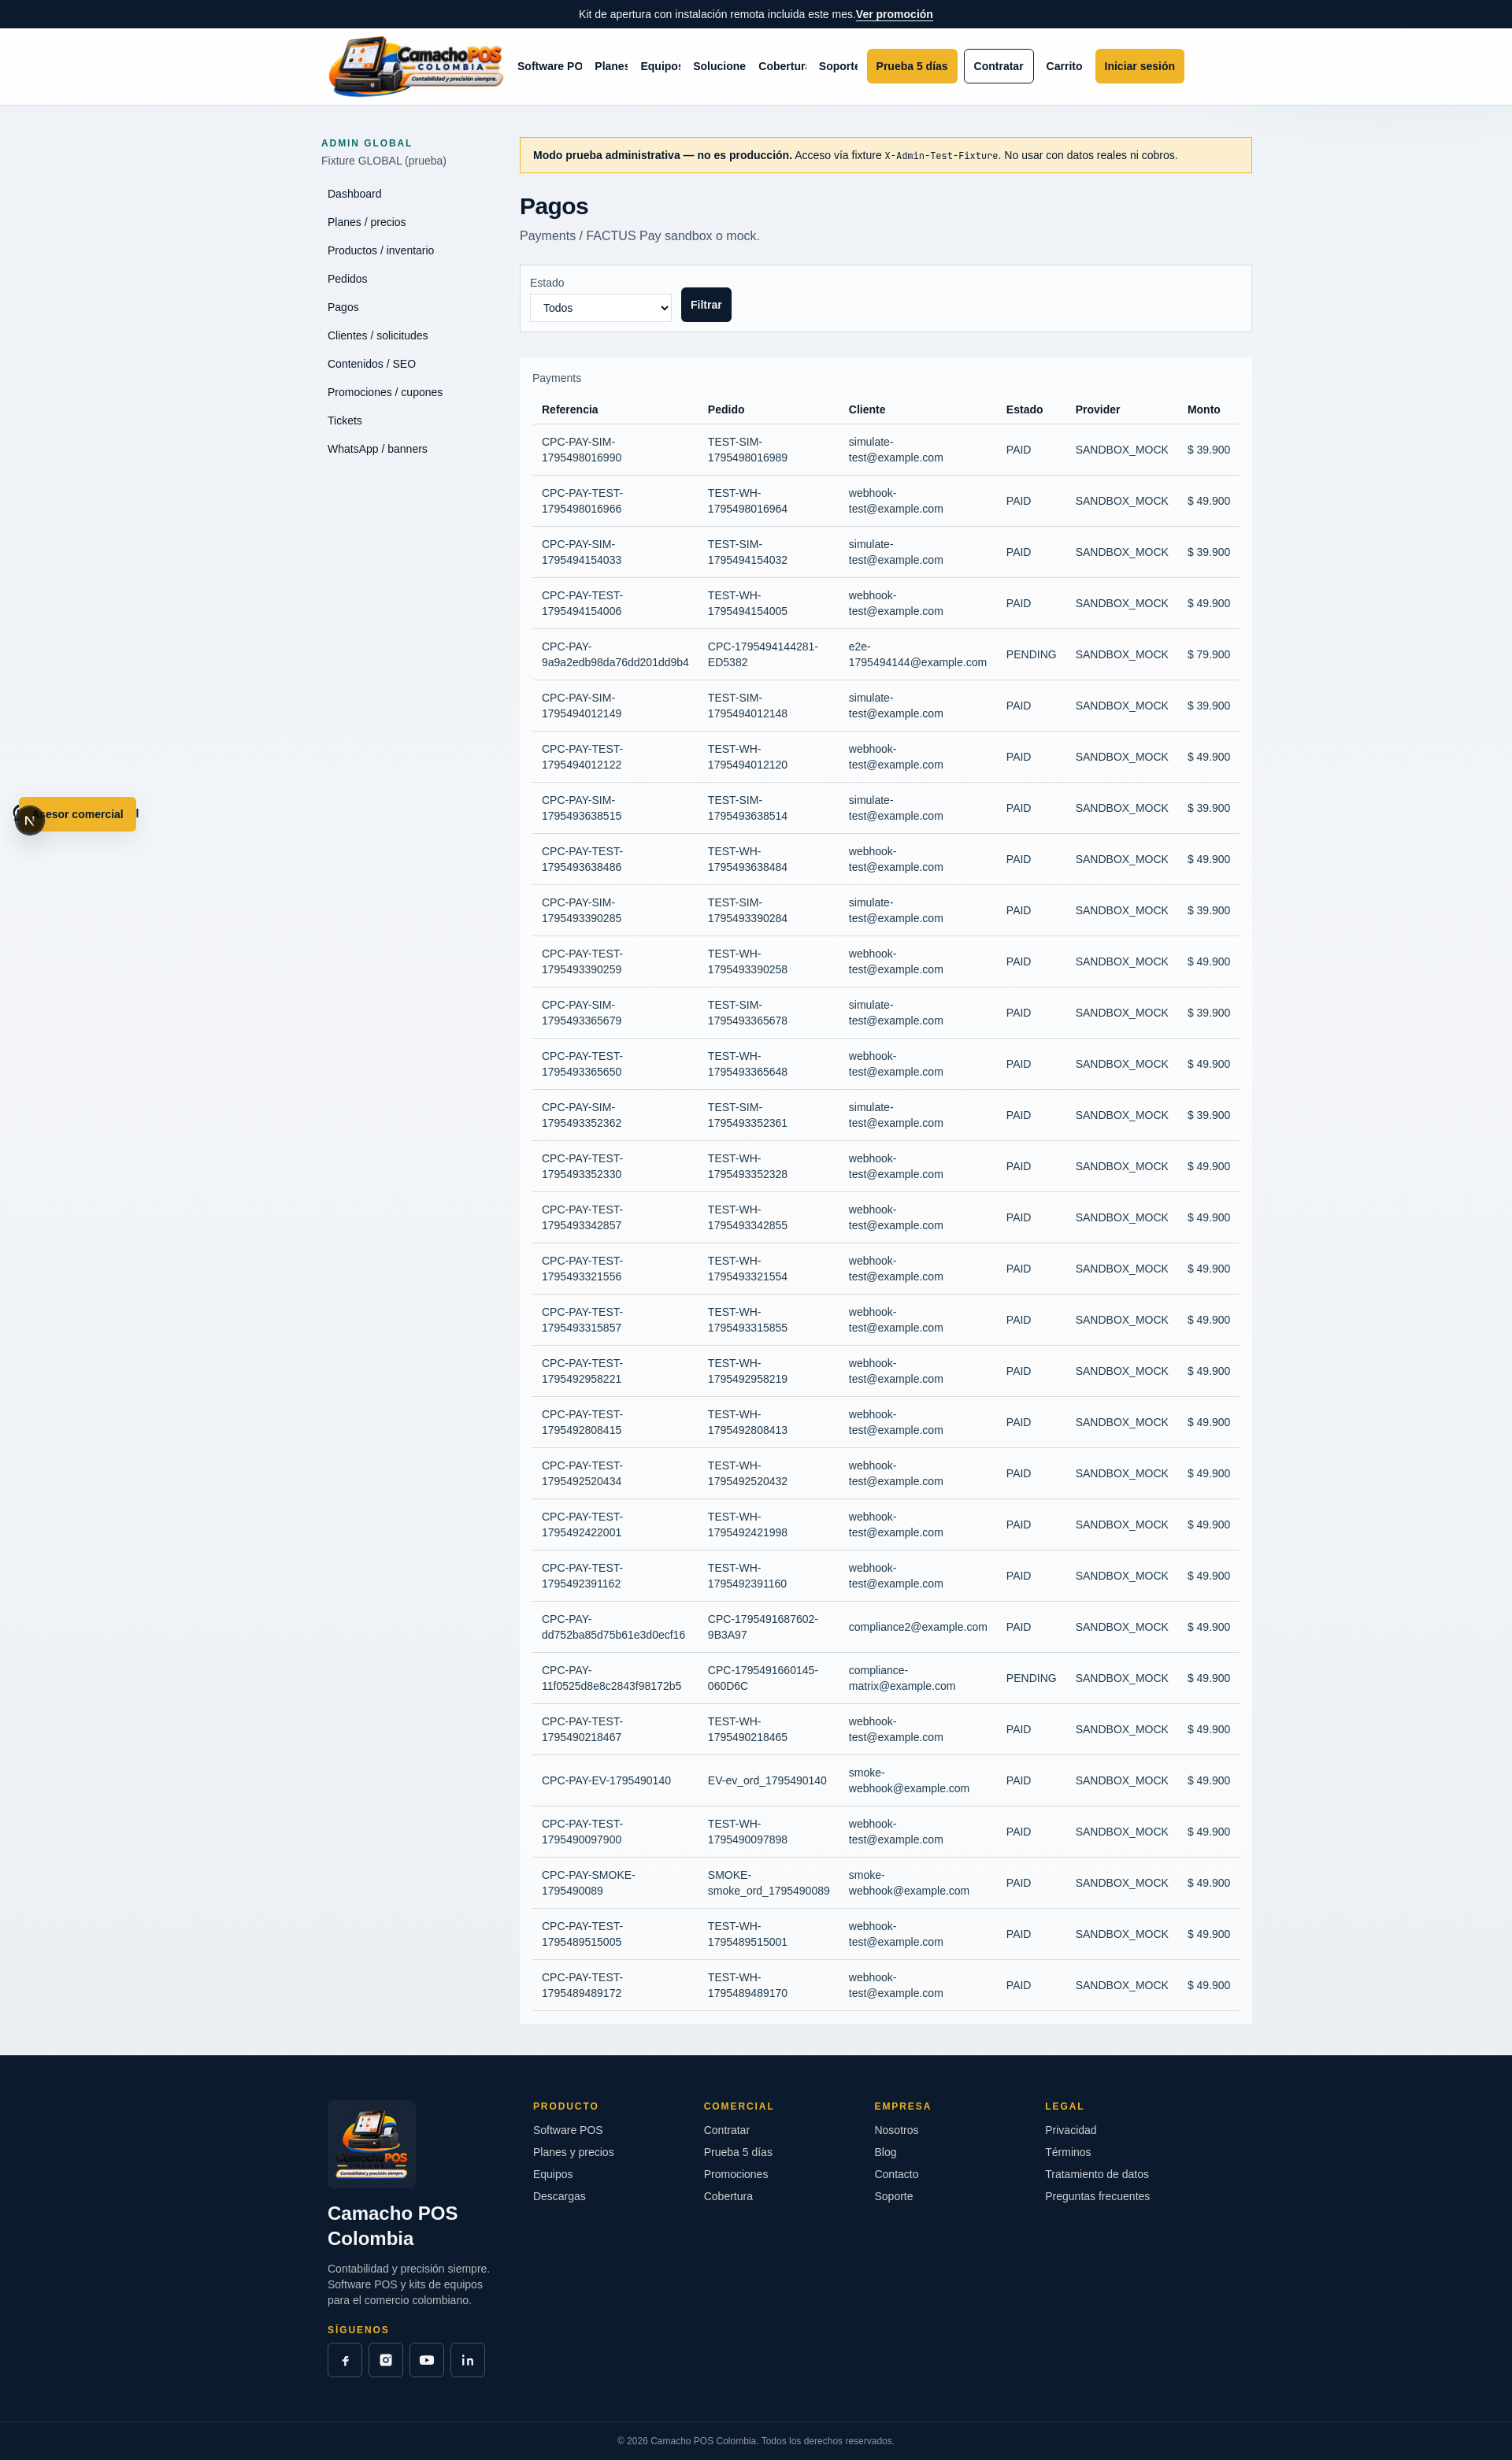 Kit de apertura con instalación remota incluida este mes.Ver promoción
CamachoPOS
COLOMBIA
Contabilidad y precisión siempre.
Software PO Planes Equipos Solucione Cobertura Soporte Prueba 5 días Contratar Carrito Iniciar sesión
ADMIN GLOBAL
Fixture GLOBAL (prueba)
Dashboard
Planes / precios
Productos / inventario
Pedidos
Pagos
Clientes / solicitudes
Contenidos / SEO
Promociones / cupones
Tickets
WhatsApp / banners
Modo prueba administrativa — no es producción. Acceso vía fixture X-Admin-Test-Fixture. No usar con datos reales ni cobros.
Pagos
Payments / FACTUS Pay sandbox o mock.
Estado
Todos
Filtrar
Payments
Referencia Pedido Cliente Estado Provider Monto
CPC-PAY-SIM- TEST-SIM- simulate-
1795498016990 1795498016989 test@example.com PAID SANDBOX_MOCK $ 39.900
CPC-PAY-TEST- TEST-WH- webhook-
1795498016966 1795498016964 test@example.com PAID SANDBOX_MOCK $ 49.900
CPC-PAY-SIM- TEST-SIM- simulate-
1795494154033 1795494154032 test@example.com PAID SANDBOX_MOCK $ 39.900
CPC-PAY-TEST- TEST-WH- webhook-
1795494154006 1795494154005 test@example.com PAID SANDBOX_MOCK $ 49.900
CPC-PAY- CPC-1795494144281- e2e-
9a9a2edb98da76dd201dd9b4 ED5382 1795494144@example.com PENDING SANDBOX_MOCK $ 79.900
CPC-PAY-SIM- TEST-SIM- simulate-
1795494012149 1795494012148 test@example.com PAID SANDBOX_MOCK $ 39.900
CPC-PAY-TEST- TEST-WH- webhook-
1795494012122 1795494012120 test@example.com PAID SANDBOX_MOCK $ 49.900
CPC-PAY-SIM- TEST-SIM- simulate-
1795493638515 1795493638514 test@example.com PAID SANDBOX_MOCK $ 39.900
CPC-PAY-TEST- TEST-WH- webhook-
1795493638486 1795493638484 test@example.com PAID SANDBOX_MOCK $ 49.900
CPC-PAY-SIM- TEST-SIM- simulate-
1795493390285 1795493390284 test@example.com PAID SANDBOX_MOCK $ 39.900
CPC-PAY-TEST- TEST-WH- webhook-
1795493390259 1795493390258 test@example.com PAID SANDBOX_MOCK $ 49.900
CPC-PAY-SIM- TEST-SIM- simulate-
1795493365679 1795493365678 test@example.com PAID SANDBOX_MOCK $ 39.900
CPC-PAY-TEST- TEST-WH- webhook-
1795493365650 1795493365648 test@example.com PAID SANDBOX_MOCK $ 49.900
CPC-PAY-SIM- TEST-SIM- simulate-
1795493352362 1795493352361 test@example.com PAID SANDBOX_MOCK $ 39.900
CPC-PAY-TEST- TEST-WH- webhook-
1795493352330 1795493352328 test@example.com PAID SANDBOX_MOCK $ 49.900
CPC-PAY-TEST- TEST-WH- webhook-
1795493342857 1795493342855 test@example.com PAID SANDBOX_MOCK $ 49.900
CPC-PAY-TEST- TEST-WH- webhook-
1795493321556 1795493321554 test@example.com PAID SANDBOX_MOCK $ 49.900
CPC-PAY-TEST- TEST-WH- webhook-
1795493315857 1795493315855 test@example.com PAID SANDBOX_MOCK $ 49.900
CPC-PAY-TEST- TEST-WH- webhook-
1795492958221 1795492958219 test@example.com PAID SANDBOX_MOCK $ 49.900
CPC-PAY-TEST- TEST-WH- webhook-
1795492808415 1795492808413 test@example.com PAID SANDBOX_MOCK $ 49.900
CPC-PAY-TEST- TEST-WH- webhook-
1795492520434 1795492520432 test@example.com PAID SANDBOX_MOCK $ 49.900
CPC-PAY-TEST- TEST-WH- webhook-
1795492422001 1795492421998 test@example.com PAID SANDBOX_MOCK $ 49.900
CPC-PAY-TEST- TEST-WH- webhook-
1795492391162 1795492391160 test@example.com PAID SANDBOX_MOCK $ 49.900
CPC-PAY- CPC-1795491687602-
dd752ba85d75b61e3d0ecf16 9B3A97 compliance2@example.com PAID SANDBOX_MOCK $ 49.900
CPC-PAY- CPC-1795491660145- compliance-
11f0525d8e8c2843f98172b5 060D6C matrix@example.com PENDING SANDBOX_MOCK $ 49.900
CPC-PAY-TEST- TEST-WH- webhook-
1795490218467 1795490218465 test@example.com PAID SANDBOX_MOCK $ 49.900
smoke-
CPC-PAY-EV-1795490140 EV-ev_ord_1795490140 webhook@example.com PAID SANDBOX_MOCK $ 49.900
CPC-PAY-TEST- TEST-WH- webhook-
1795490097900 1795490097898 test@example.com PAID SANDBOX_MOCK $ 49.900
CPC-PAY-SMOKE- SMOKE- smoke-
1795490089 smoke_ord_1795490089 webhook@example.com PAID SANDBOX_MOCK $ 49.900
CPC-PAY-TEST- TEST-WH- webhook-
1795489515005 1795489515001 test@example.com PAID SANDBOX_MOCK $ 49.900
CPC-PAY-TEST- TEST-WH- webhook-
1795489489172 1795489489170 test@example.com PAID SANDBOX_MOCK $ 49.900
Asesor comercial
N
CamachoPOS
COLOMBIA
Contabilidad y precisión siempre.
Camacho POS
Colombia
Contabilidad y precisión siempre.
Software POS y kits de equipos
para el comercio colombiano.
SÍGUENOS
PRODUCTO
Software POS
Planes y precios
Equipos
Descargas
COMERCIAL
Contratar
Prueba 5 días
Promociones
Cobertura
EMPRESA
Nosotros
Blog
Contacto
Soporte
LEGAL
Privacidad
Términos
Tratamiento de datos
Preguntas frecuentes
© 2026 Camacho POS Colombia. Todos los derechos reservados.